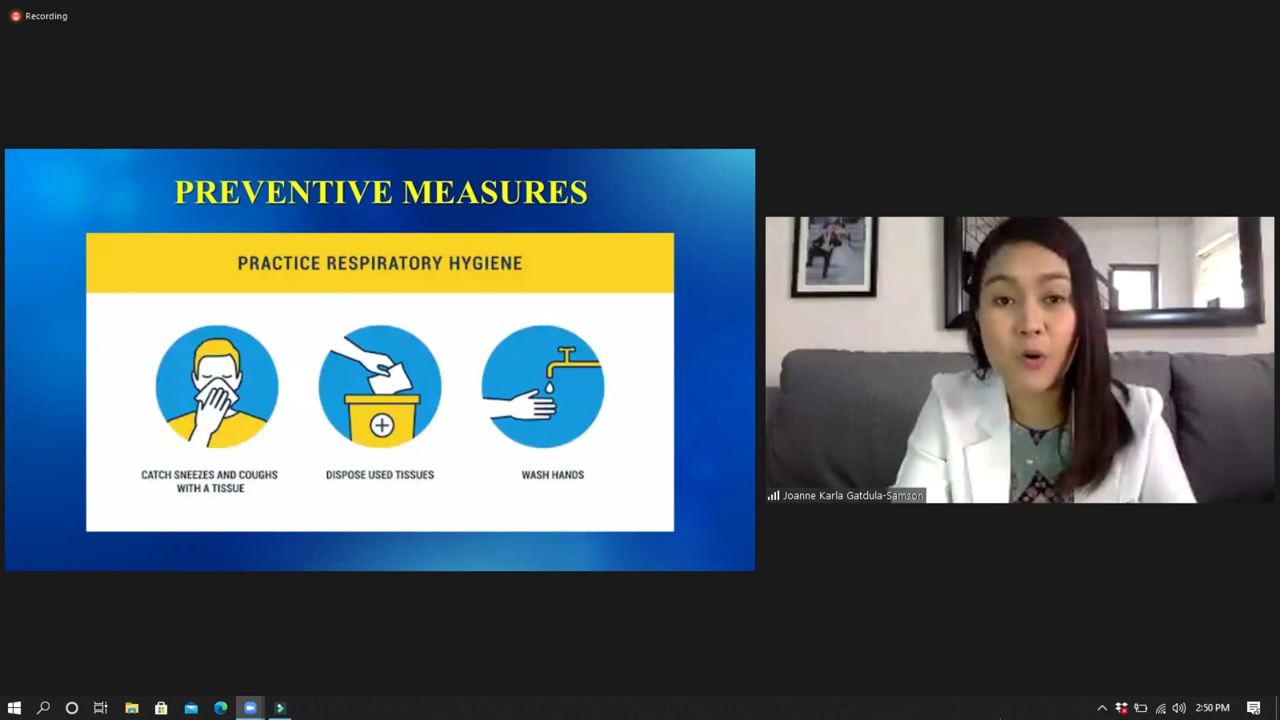 Recording
PREVENTIVE MEASURES
PRACTICE RESPIRATORY HYGIENE
CATCH SNEEZES AND COUGHS
WITH A TISSUE
DISPOSE USED TISSUES
WASH HANDS
Joanne Karla Gatdula-Samson
2:50 PM